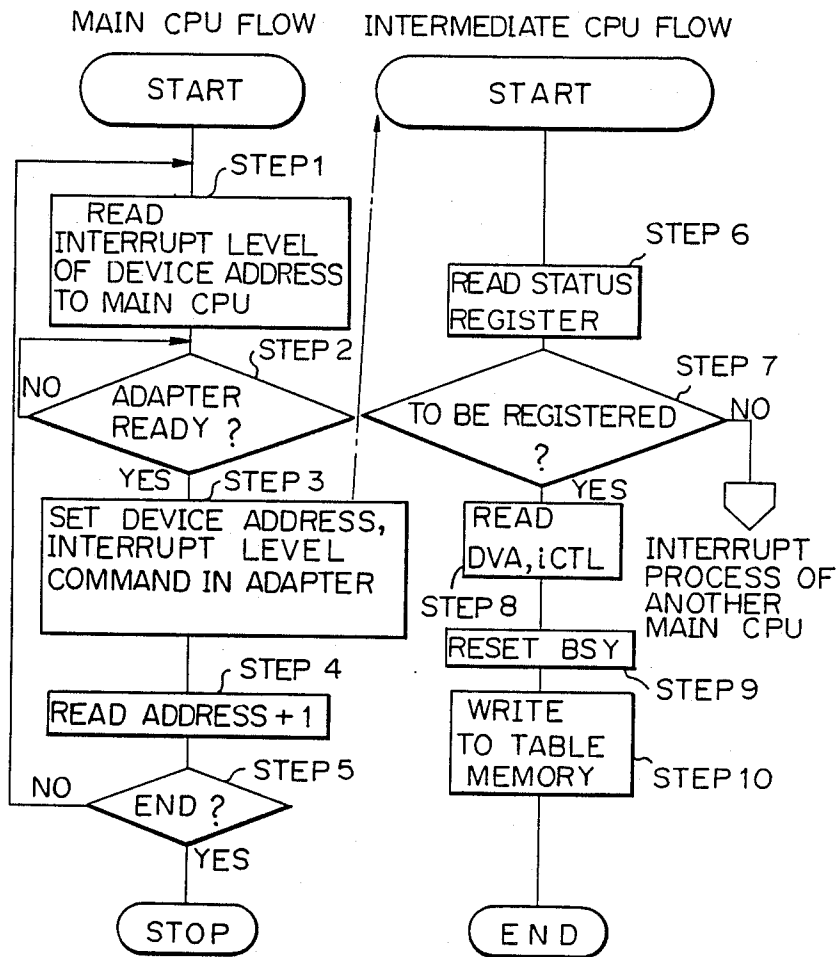 MAIN CPU FLOW
START
STEP 1
READ
INTERRUPT LEVEL
OF DEVICE ADDRESS
TO MAIN CPU
STEP 2
NO
ADAPTER
READY ?
YES
STEP 3
SET DEVICE ADDRESS,
INTERRUPT LEVEL
COMMAND IN ADAPTER
STEP 4
READ ADDRESS + 1
STEP 5
NO
END ?
YES
STOP
INTERMEDIATE CPU FLOW
START
STEP 6
READ STATUS
REGISTER
STEP 7
TO BE REGISTERED
?
NO
YES
INTERRUPT
PROCESS OF
ANOTHER
MAIN CPU
READ
DVA, iCTL
STEP 8
RESET BSY
STEP 9
WRITE
TO TABLE
MEMORY
STEP 10
END